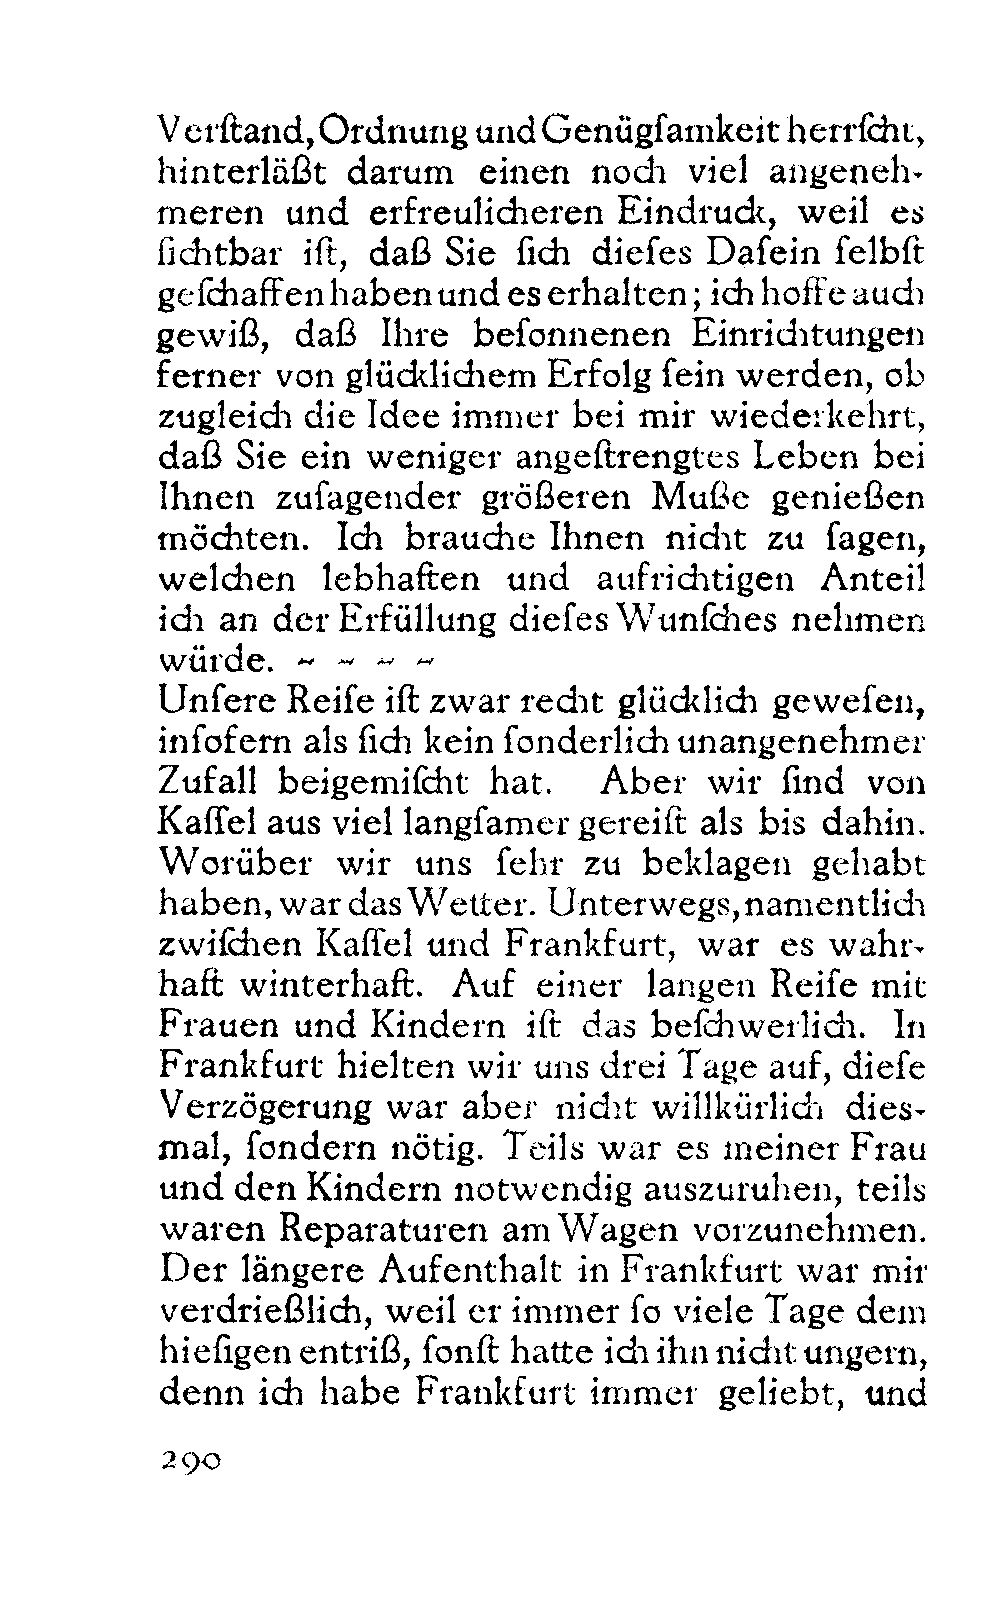 Verſtand, Ordnung und Genügſamkeit herrſcht,
hinterläßt darum einen noch viel angeneh-
meren und erfreulicheren Eindruck, weil es
ſichtbar iſt, daß Sie ſich dieſes Daſein ſelbſt
geſchaffen haben und es erhalten; ich hoffe auch
gewiß, daß Ihre beſonnenen Einrichtungen
ferner von glücklichem Erfolg ſein werden, ob
zugleich die Idee immer bei mir wiederkehrt,
daß Sie ein weniger angeſtrengtes Leben bei
Ihnen zuſagender größeren Muße genießen
möchten. Ich brauche Ihnen nicht zu ſagen,
welchen lebhaften und aufrichtigen Anteil
ich an der Erfüllung dieſes Wunſches nehmen
würde. ~ ~ ~ ~
Unſere Reiſe iſt zwar recht glücklich geweſen,
inſofern als ſich kein ſonderlich unangenehmer
Zufall beigemiſcht hat. Aber wir ſind von
Kaſſel aus viel langſamer gereiſt als bis dahin.
Worüber wir uns ſehr zu beklagen gehabt
haben, war das Wetter. Unterwegs, namentlich
zwiſchen Kaſſel und Frankfurt, war es wahr-
haft winterhaft. Auf einer langen Reiſe mit
Frauen und Kindern iſt das beſchwerlich. In
Frankfurt hielten wir uns drei Tage auf, dieſe
Verzögerung war aber nicht willkürlich dies-
mal, ſondern nötig. Teils war es meiner Frau
und den Kindern notwendig auszuruhen, teils
waren Reparaturen am Wagen vorzunehmen.
Der längere Aufenthalt in Frankfurt war mir
verdrießlich, weil er immer ſo viele Tage dem
hieſigen entriß, ſonſt hatte ich ihn nicht ungern,
denn ich habe Frankfurt immer geliebt, und
290